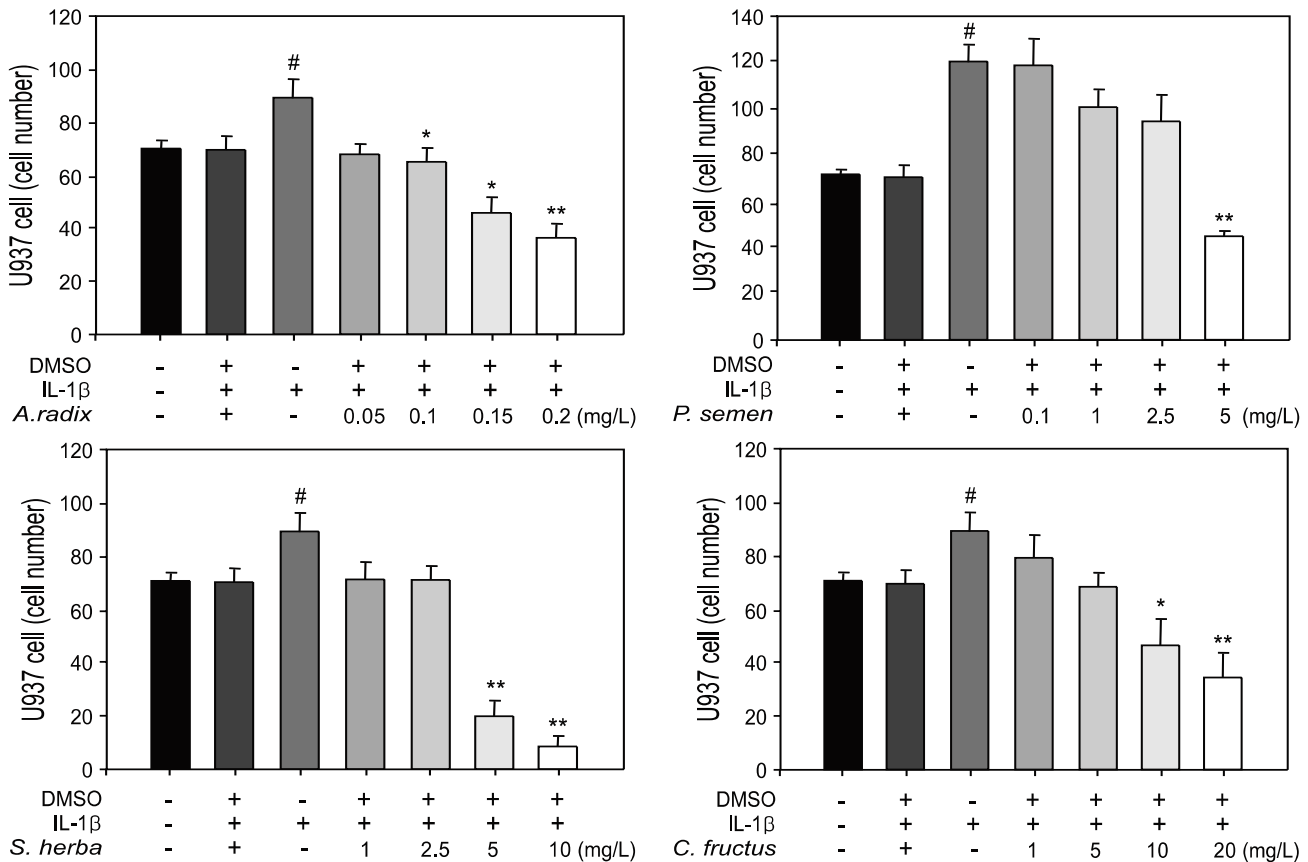 120
100
80
60
40
20
0
U937 cell (cell number)
#
*
*
**
DMSO - + - + + + +
IL-1β - + + + + + +
A.radix - + - 0.05 0.1 0.15 0.2 (mg/L)
140
120
100
80
60
40
20
0
U937 cell (cell number)
#
**
DMSO - + - + + + +
IL-1β - + + + + + +
P. semen - + - 0.1 1 2.5 5 (mg/L)
120
100
80
60
40
20
0
U937 cell (cell number)
#
**
**
DMSO - + - + + + +
IL-1β - + + + + + +
S. herba - + - 1 2.5 5 10 (mg/L)
120
100
80
60
40
20
0
U937 cell (cell number)
#
*
**
DMSO - + - + + + +
IL-1β - + + + + + +
C. fructus - + - 1 5 10 20 (mg/L)